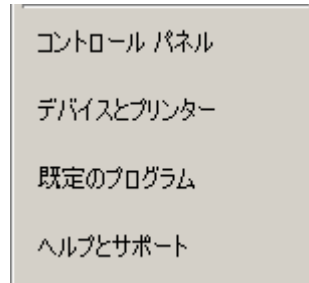 コントロール パネル
デバイスとプリンター
既定のプログラム
ヘルプとサポート